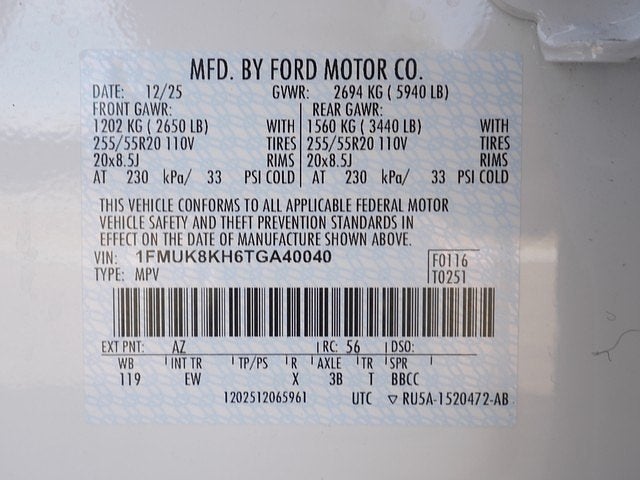 MFD. BY FORD MOTOR CO.
DATE: 12/25 GVWR: 2694 KG ( 5940 LB)
FRONT GAWR: REAR GAWR:
1202 KG ( 2650 LB) WITH 1560 KG ( 3440 LB) WITH
255/55R20 110V TIRES 255/55R20 110V TIRES
20x8.5J RIMS 20x8.5J RIMS
AT 230 kPa/ 33 PSI COLD AT 230 kPa/ 33 PSI COLD
THIS VEHICLE CONFORMS TO ALL APPLICABLE FEDERAL MOTOR
VEHICLE SAFETY AND THEFT PREVENTION STANDARDS IN
EFFECT ON THE DATE OF MANUFACTURE SHOWN ABOVE.
VIN: 1FMUK8KH6TGA40040 F0116
TYPE: MPV T0251
EXT PNT: AZ RC: 56 DSO:
WB INT TR TP/PS R AXLE TR SPR
119 EW X 3B T BBCC
1202512065961 UTC ▽ RU5A-1520472-AB